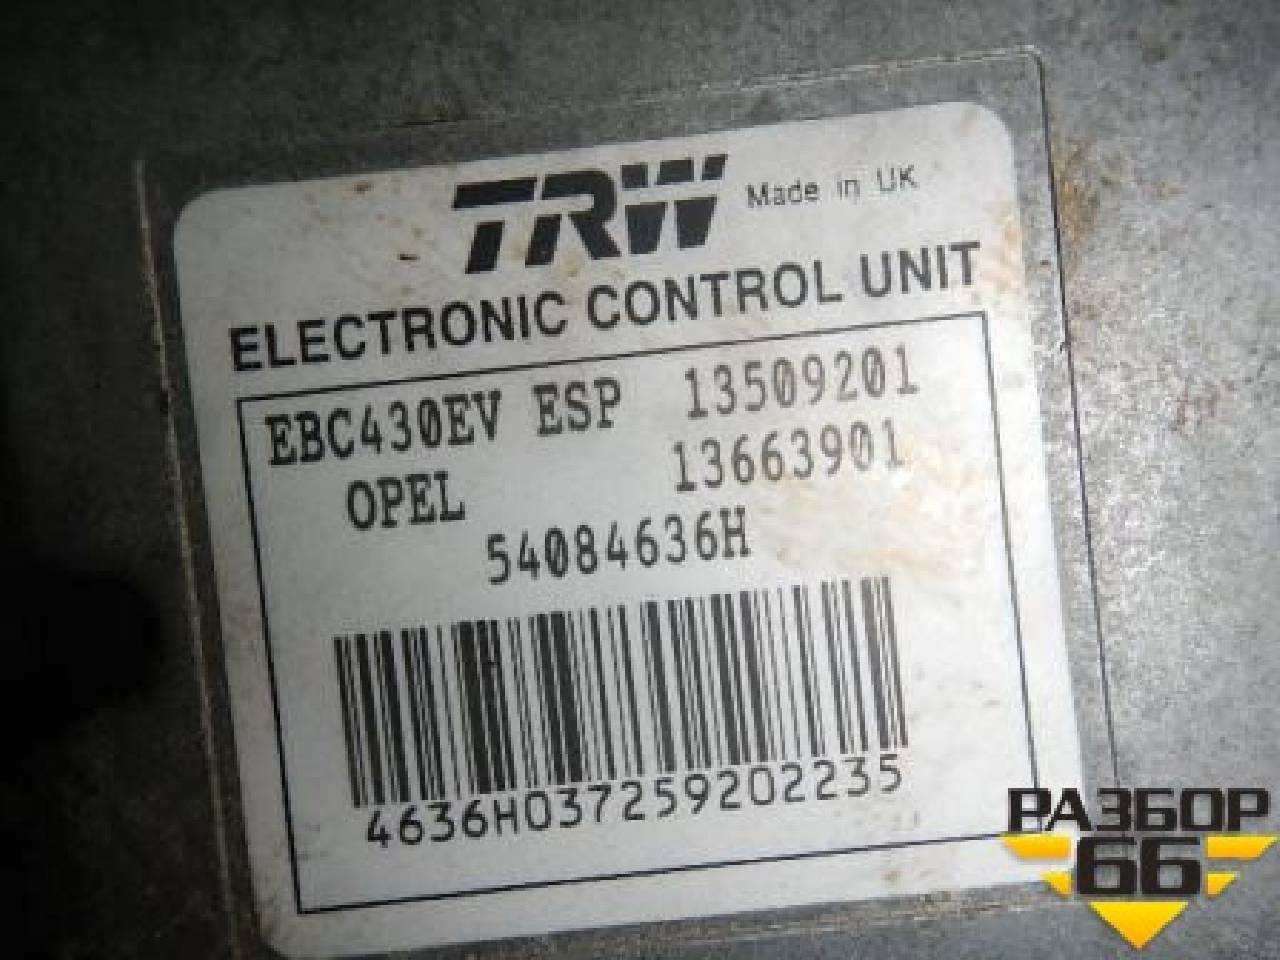 TRW Made in UK
ELECTRONIC CONTROL UNIT
EBC430EV ESP 13509201
OPEL 13663901
54084636H
4636H037259202235
РАЗБОР
66